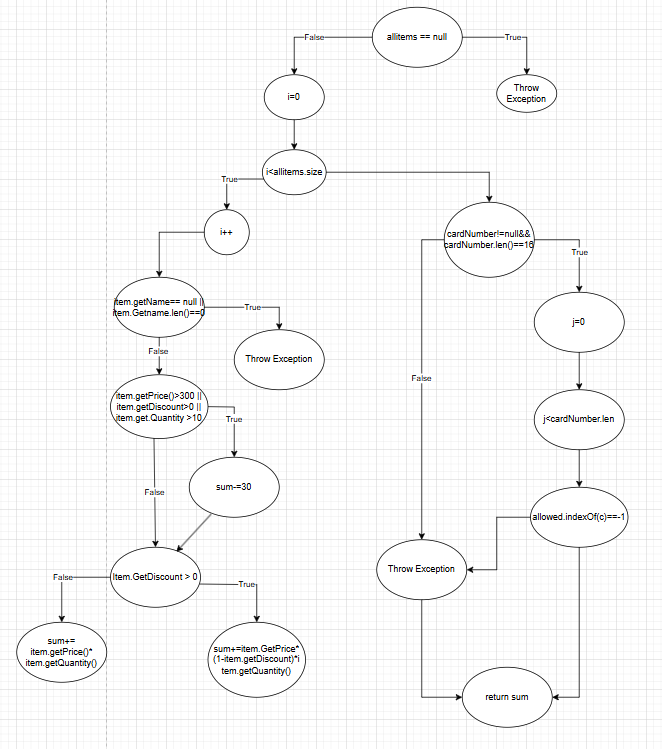 allitems == null
False
True
i=0
Throw
Exception
i<allitems.size
True
i++
cardNumber!=null&&
cardNumber.len()==16
True
item.getName== null ||
item.Getname.len()==0
True
j=0
False
Throw Exception
False
item.getPrice()>300 ||
item.getDiscount>0 ||
item.get.Quantity >10
True
j<cardNumber.len
sum-=30
False
allowed.indexOf(c)==-1
Throw Exception
Item.GetDiscount > 0
False
True
sum+=
item.getPrice()*
item.getQuantity()
sum+=item.GetPrice*
(1-item.getDiscount)*i
tem.getQuantity()
return sum